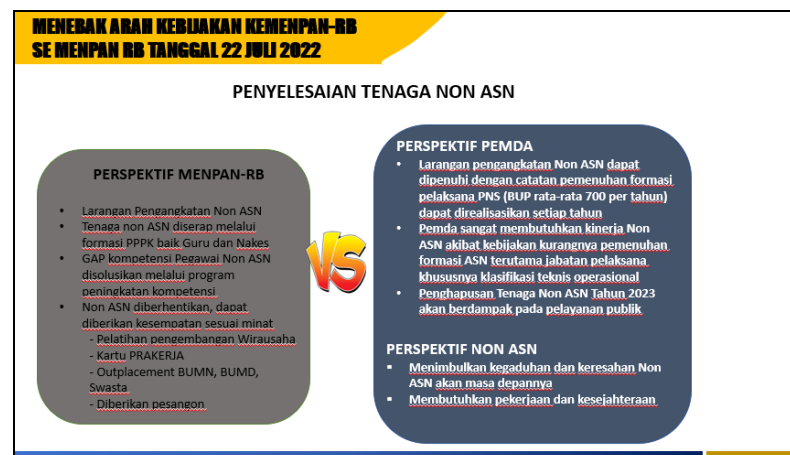 MENEBAK ARAH KEBIJAKAN KEMENPAN-RB
SE MENPAN RB TANGGAL 22 JULI 2022
PENYELESAIAN TENAGA NON ASN
PERSPEKTIF MENPAN-RB
• Larangan Pengangkatan Non ASN
• Tenaga non ASN diserap melalui
formasi PPPK baik Guru dan Nakes
• GAP kompetensi Pegawai Non ASN
disolusikan melalui program
peningkatan kompetensi
• Non ASN diberhentikan, dapat
diberikan kesempatan sesuai minat
- Pelatihan pengembangan Wirausaha
- Kartu PRAKERJA
- Outplacement BUMN, BUMD,
Swasta
- Diberikan pesangon
VS
PERSPEKTIF PEMDA
• Larangan pengangkatan Non ASN dapat
dipenuhi dengan catatan pemenuhan formasi
pelaksana PNS (BUP rata-rata 700 per tahun)
dapat direalisasikan setiap tahun
• Pemda sangat membutuhkan kinerja Non
ASN akibat kebijakan kurangnya pemenuhan
formasi ASN terutama jabatan pelaksana
khususnya klasifikasi teknis operasional
• Penghapusan Tenaga Non ASN Tahun 2023
akan berdampak pada pelayanan publik
PERSPEKTIF NON ASN
▪ Menimbulkan kegaduhan dan keresahan Non
ASN akan masa depannya
▪ Membutuhkan pekerjaan dan kesejahteraan